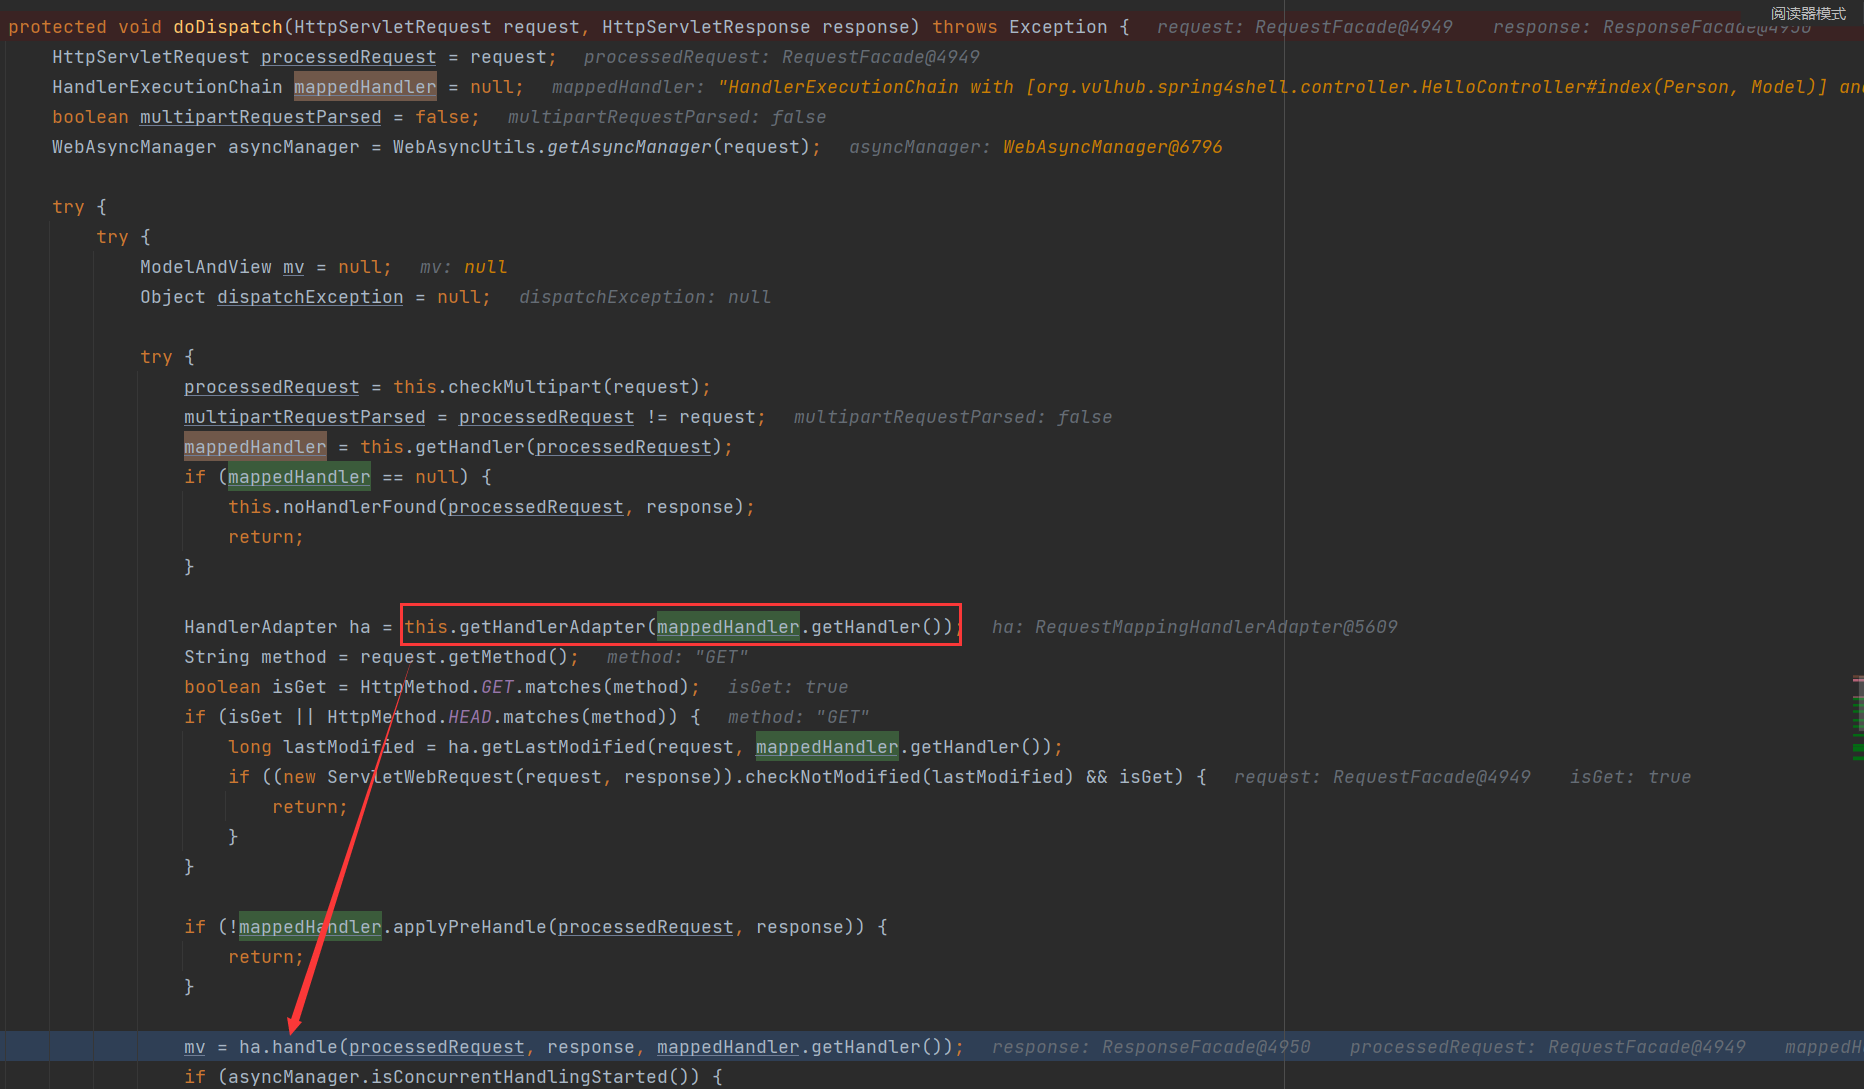 阅读器模式
protected void doDispatch(HttpServletRequest request, HttpServletResponse response) throws Exception {   request: RequestFacade@4949    response: ResponseFacade@4950
    HttpServletRequest processedRequest = request;   processedRequest: RequestFacade@4949
    HandlerExecutionChain mappedHandler = null;   mappedHandler: "HandlerExecutionChain with [org.vulhub.spring4shell.controller.HelloController#index(Person, Model)] an
    boolean multipartRequestParsed = false;   multipartRequestParsed: false
    WebAsyncManager asyncManager = WebAsyncUtils.getAsyncManager(request);   asyncManager: WebAsyncManager@6796
    try {
        try {
            ModelAndView mv = null;   mv: null
            Object dispatchException = null;   dispatchException: null
            try {
                processedRequest = this.checkMultipart(request);
                multipartRequestParsed = processedRequest != request;   multipartRequestParsed: false
                mappedHandler = this.getHandler(processedRequest);
                if (mappedHandler == null) {
                    this.noHandlerFound(processedRequest, response);
                    return;
                }
                HandlerAdapter ha = this.getHandlerAdapter(mappedHandler.getHandler());   ha: RequestMappingHandlerAdapter@5609
                String method = request.getMethod();   method: "GET"
                boolean isGet = HttpMethod.GET.matches(method);   isGet: true
                if (isGet || HttpMethod.HEAD.matches(method)) {   method: "GET"
                    long lastModified = ha.getLastModified(request, mappedHandler.getHandler());
                    if ((new ServletWebRequest(request, response)).checkNotModified(lastModified) && isGet) {   request: RequestFacade@4949    isGet: true
                        return;
                    }
                }
                if (!mappedHandler.applyPreHandle(processedRequest, response)) {
                    return;
                }
                mv = ha.handle(processedRequest, response, mappedHandler.getHandler());   response: ResponseFacade@4950    processedRequest: RequestFacade@4949    mappedH
                if (asyncManager.isConcurrentHandlingStarted()) {